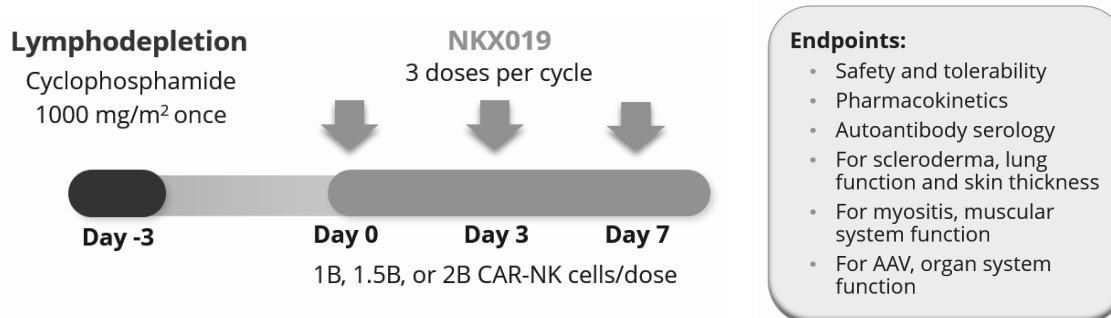 Lymphodepletion
Cyclophosphamide
1000 mg/m² once
NKX019
3 doses per cycle
Day -3
Day 0
Day 3
Day 7
1B, 1.5B, or 2B CAR-NK cells/dose
Endpoints:
• Safety and tolerability
• Pharmacokinetics
• Autoantibody serology
• For scleroderma, lung
function and skin thickness
• For myositis, muscular
system function
• For AAV, organ system
function